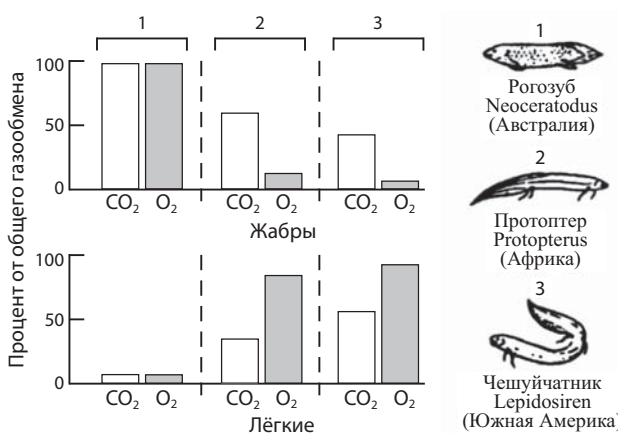 1
2
3
Процент от общего газообмена
100
50
0
CO₂ O₂ CO₂ O₂ CO₂ O₂
Жабры
100
50
0
CO₂ O₂ CO₂ O₂ CO₂ O₂
Лёгкие
1
Рогозуб
Neoceratodus
(Австралия)
2
Протоптер
Protopterus
(Африка)
3
Чешуйчатник
Lepidosiren
(Южная Америка)